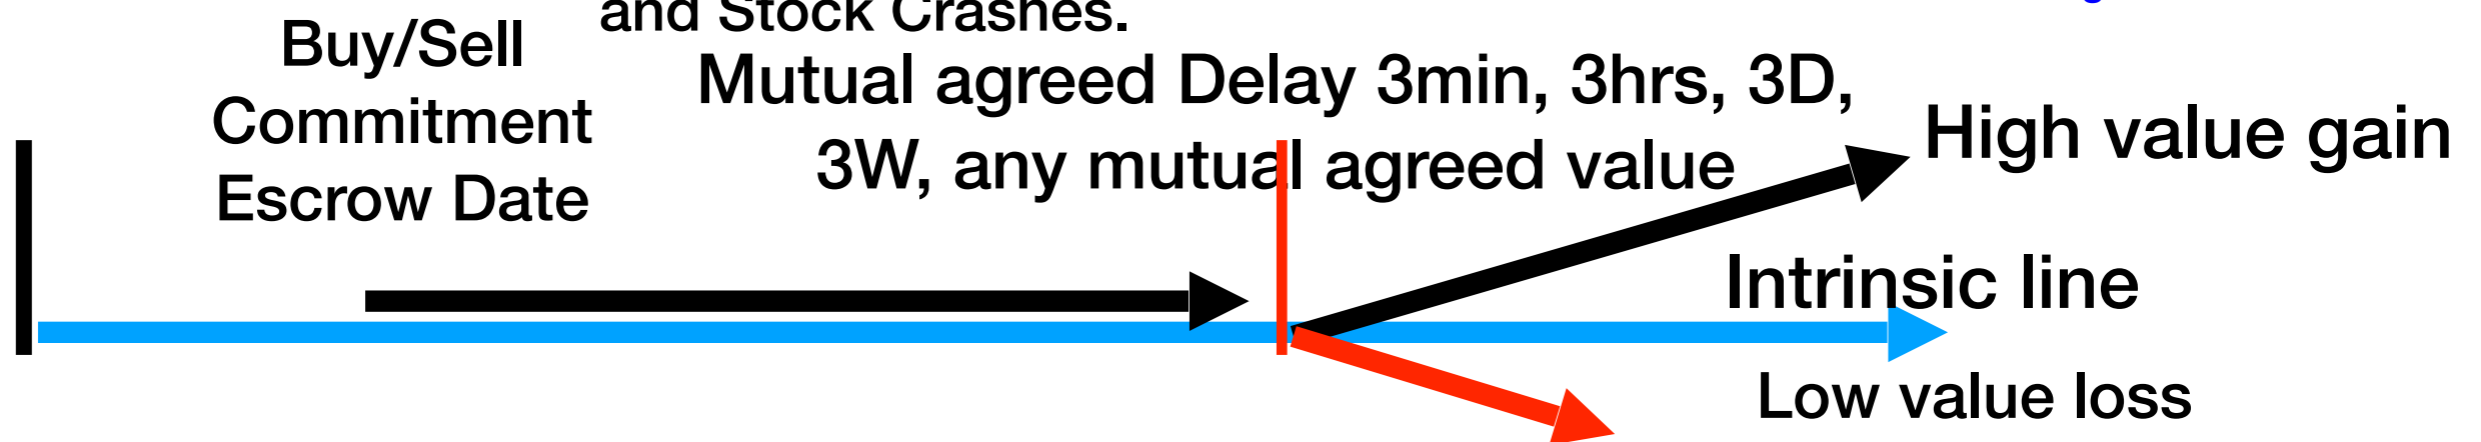 and Stock Crashes.
Buy/Sell
Commitment
Escrow Date
Mutual agreed Delay 3min, 3hrs, 3D,
3W, any mutual agreed value
High value gain
Intrinsic line
Low value loss